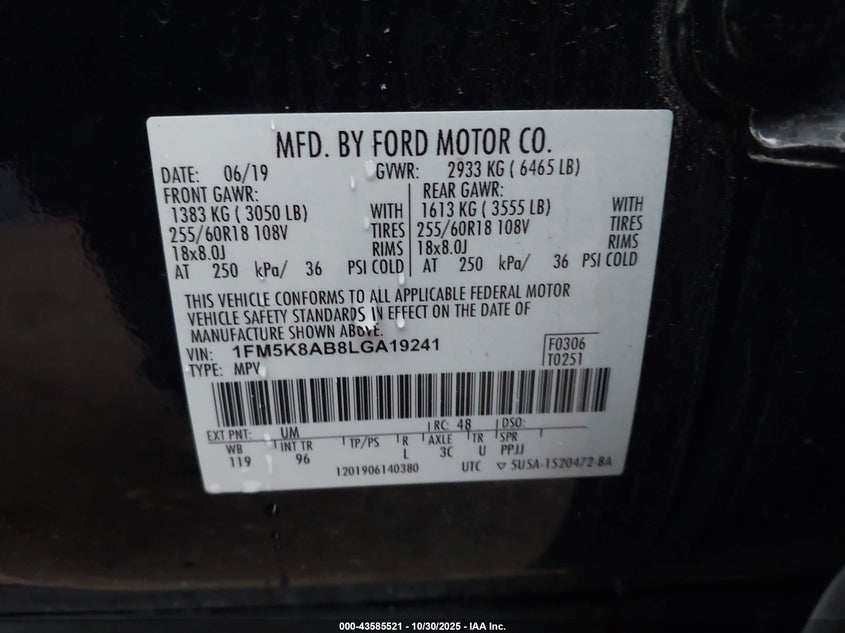 MFD. BY FORD MOTOR CO.
DATE: 06/19 GVWR: 2933 KG ( 6465 LB)
FRONT GAWR: REAR GAWR:
1383 KG ( 3050 LB) WITH 1613 KG ( 3555 LB) WITH
255/60R18 108V TIRES 255/60R18 108V TIRES
18x8.0J RIMS 18x8.0J RIMS
AT 250 kPa/ 36 PSI COLD AT 250 kPa/ 36 PSI COLD
THIS VEHICLE CONFORMS TO ALL APPLICABLE FEDERAL MOTOR
VEHICLE SAFETY STANDARDS IN EFFECT ON THE DATE OF
MANUFACTURE SHOWN ABOVE.
VIN: 1FM5K8AB8LGA19241 F0306
TYPE: MPV T0251
EXT PNT: UM RC: 48 DSO:
WB INT TR TP/PS R AXLE TR SPR
119 96 L 3C U PPJJ
1201906140380 UTC ▽ 5USA-1520472-BA
000-43585521 - 10/30/2025 - IAA Inc.